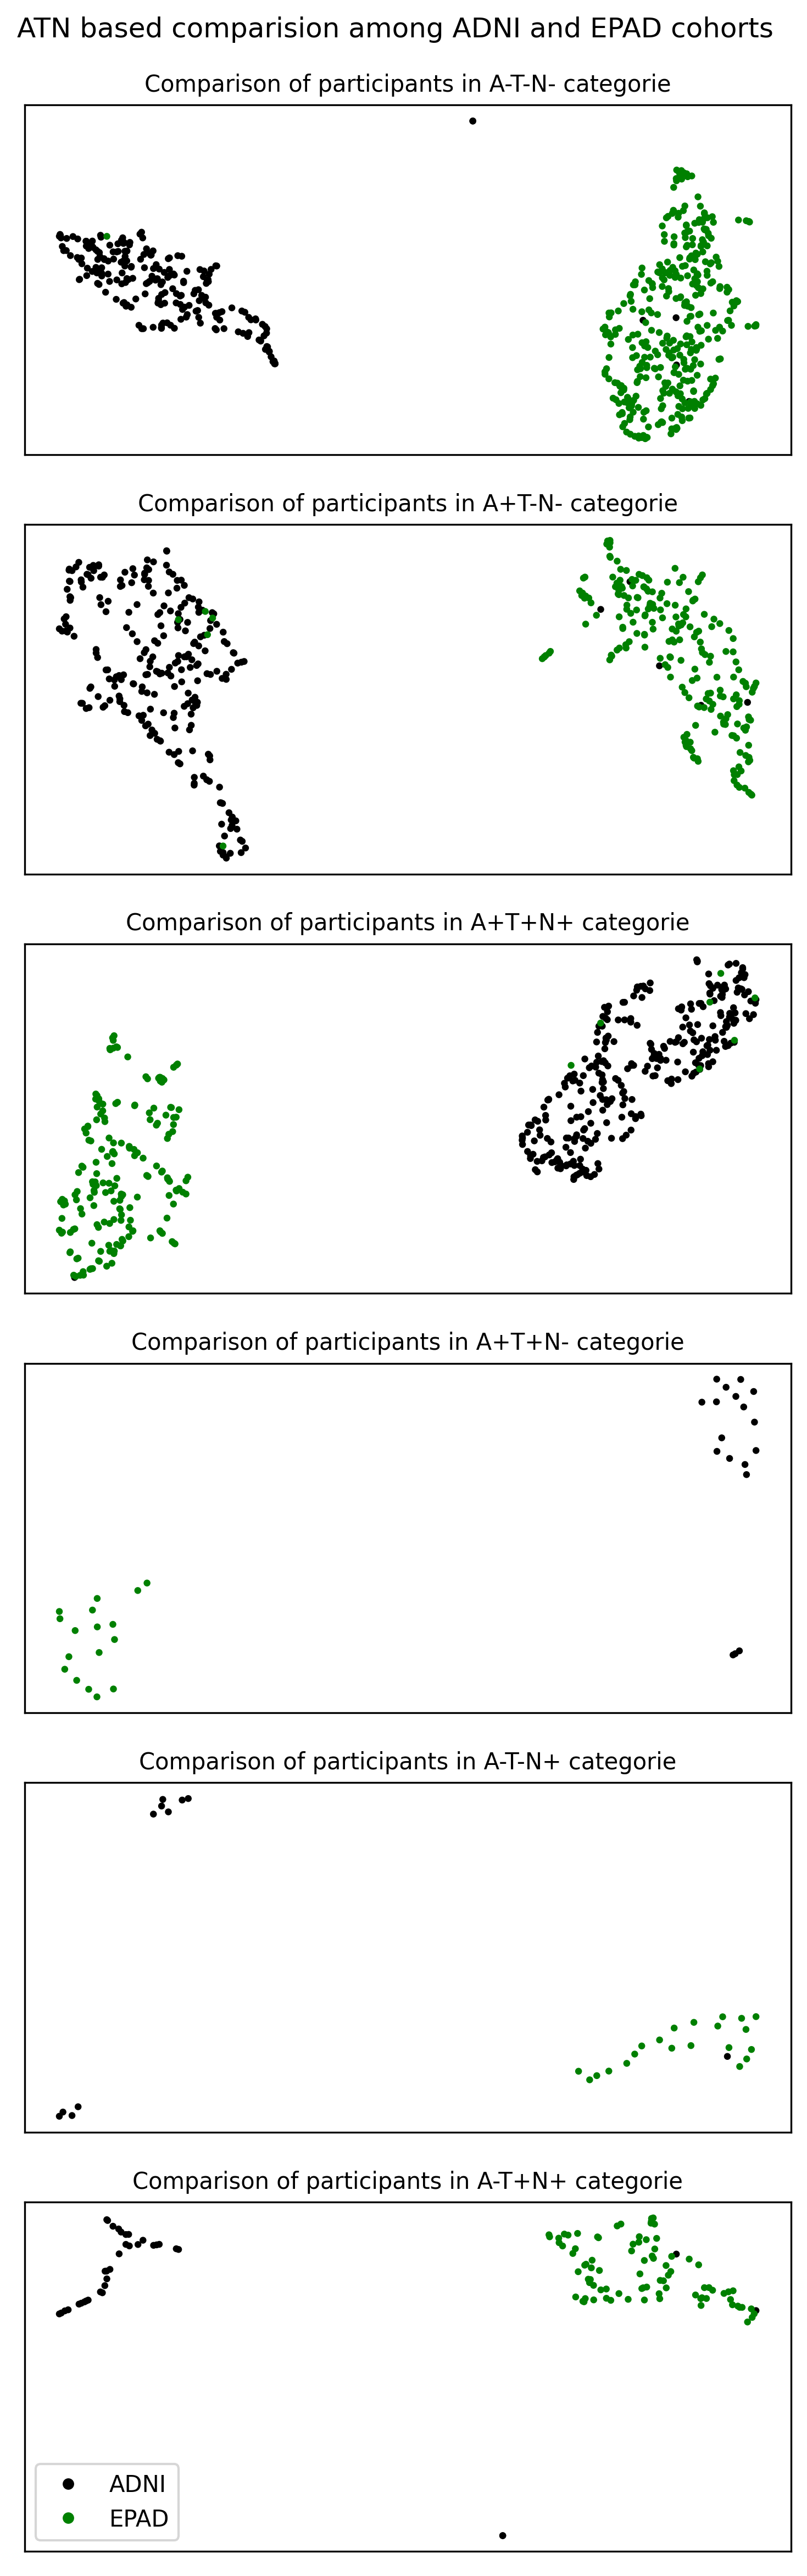 ATN based comparision among ADNI and EPAD cohorts
Comparison of participants in A-T-N- categorie
Comparison of participants in A+T-N- categorie
Comparison of participants in A+T+N+ categorie
Comparison of participants in A+T+N- categorie
Comparison of participants in A-T-N+ categorie
Comparison of participants in A-T+N+ categorie
ADNI
EPAD